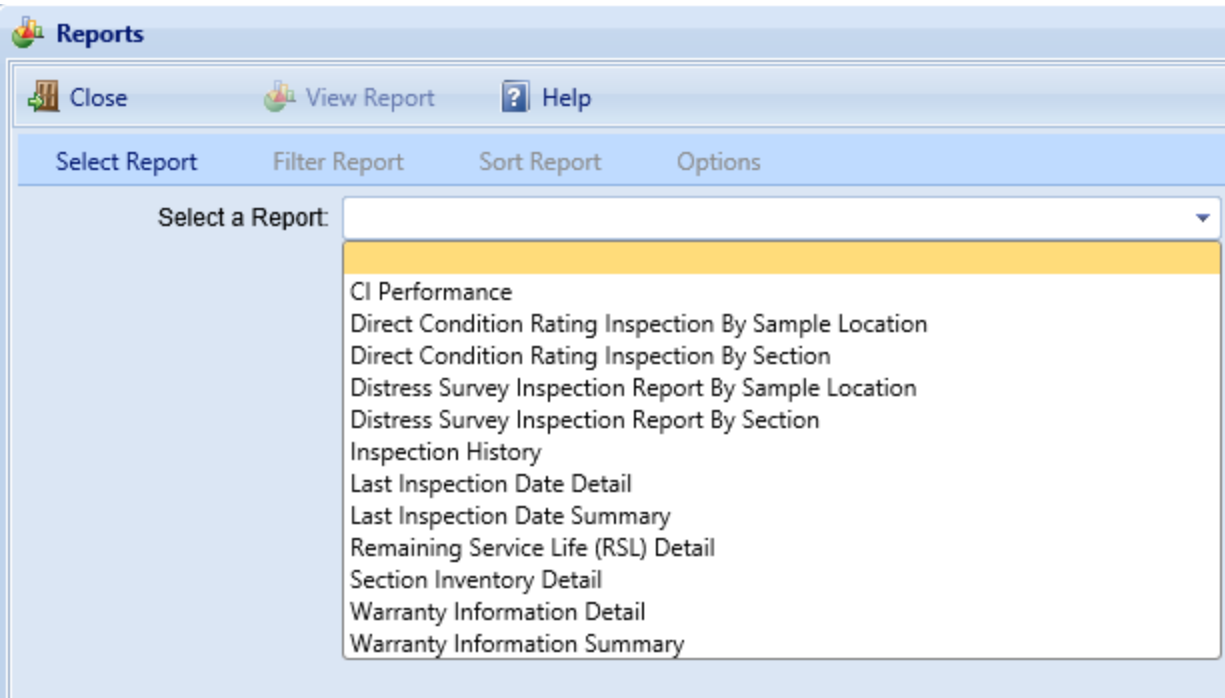 Reports
Close View Report Help
Select Report Filter Report Sort Report Options
Select a Report:
CI Performance
Direct Condition Rating Inspection By Sample Location
Direct Condition Rating Inspection By Section
Distress Survey Inspection Report By Sample Location
Distress Survey Inspection Report By Section
Inspection History
Last Inspection Date Detail
Last Inspection Date Summary
Remaining Service Life (RSL) Detail
Section Inventory Detail
Warranty Information Detail
Warranty Information Summary